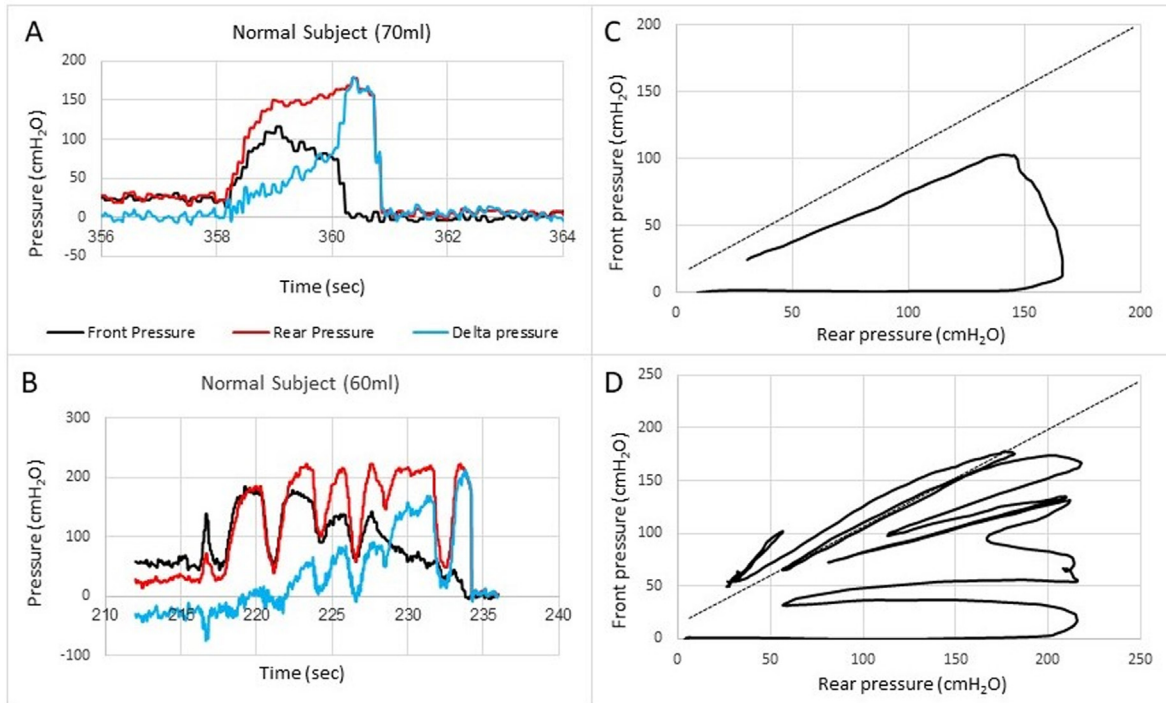 A
Normal Subject (70ml)
200
150
100
50
0
-50
356
358
360
362
364
Pressure (cmH₂O)
Time (sec)
Front Pressure
Rear Pressure
Delta pressure
B
Normal Subject (60ml)
300
200
100
0
-100
210
215
220
225
230
235
240
Pressure (cmH₂O)
Time (sec)
C
200
150
100
50
0
0
50
100
150
200
Front pressure (cmH₂O)
Rear pressure (cmH₂O)
D
250
200
150
100
50
0
0
50
100
150
200
250
Front pressure (cmH₂O)
Rear pressure (cmH₂O)